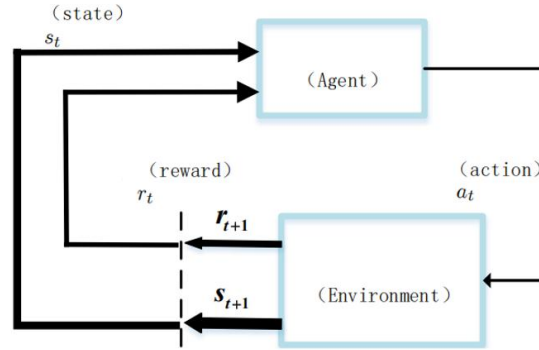 (state)
s_t
(Agent)
(reward)
r_t
(action)
a_t
r_{t+1}
(Environment)
s_{t+1}